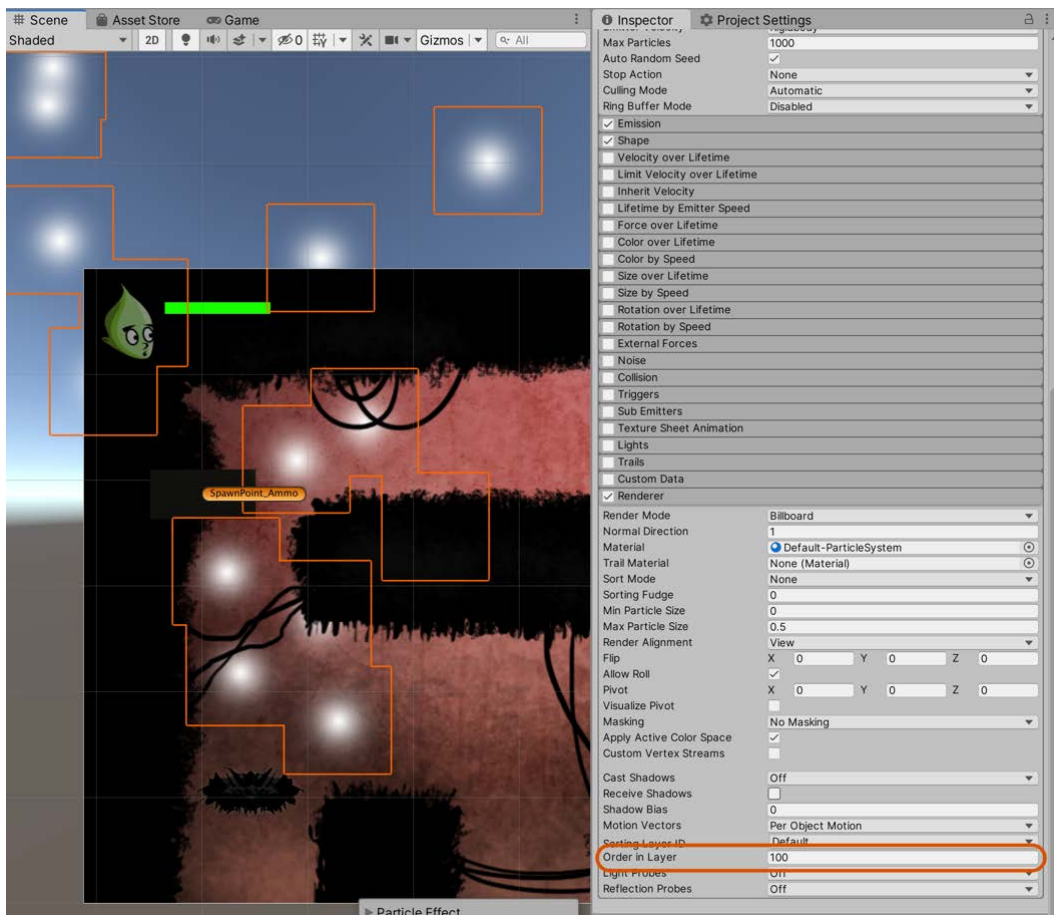 Scene
Asset Store
Game
Shaded
2D
0
Gizmos
All
SpawnPoint_Ammo
Particle Effect
Inspector
Project Settings
Max Particles 1000
Auto Random Seed
Stop Action None
Culling Mode Automatic
Ring Buffer Mode Disabled
Emission
Shape
Velocity over Lifetime
Limit Velocity over Lifetime
Inherit Velocity
Lifetime by Emitter Speed
Force over Lifetime
Color over Lifetime
Color by Speed
Size over Lifetime
Size by Speed
Rotation over Lifetime
Rotation by Speed
External Forces
Noise
Collision
Triggers
Sub Emitters
Texture Sheet Animation
Lights
Trails
Custom Data
Renderer
Render Mode Billboard
Normal Direction 1
Material Default-ParticleSystem
Trail Material None (Material)
Sort Mode None
Sorting Fudge 0
Min Particle Size 0
Max Particle Size 0.5
Render Alignment View
Flip X 0 Y 0 Z 0
Allow Roll
Pivot X 0 Y 0 Z 0
Visualize Pivot
Masking No Masking
Apply Active Color Space
Custom Vertex Streams
Cast Shadows Off
Receive Shadows
Shadow Bias 0
Motion Vectors Per Object Motion
Sorting Layer ID Default
Order in Layer 100
Light Probes Off
Reflection Probes Off